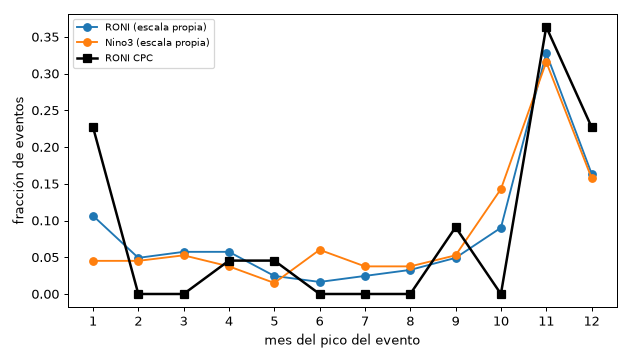 RONI (escala propia)
Nino3 (escala propia)
RONI CPC
fracción de eventos
0.35
0.30
0.25
0.20
0.15
0.10
0.05
0.00
1 2 3 4 5 6 7 8 9 10 11 12
mes del pico del evento